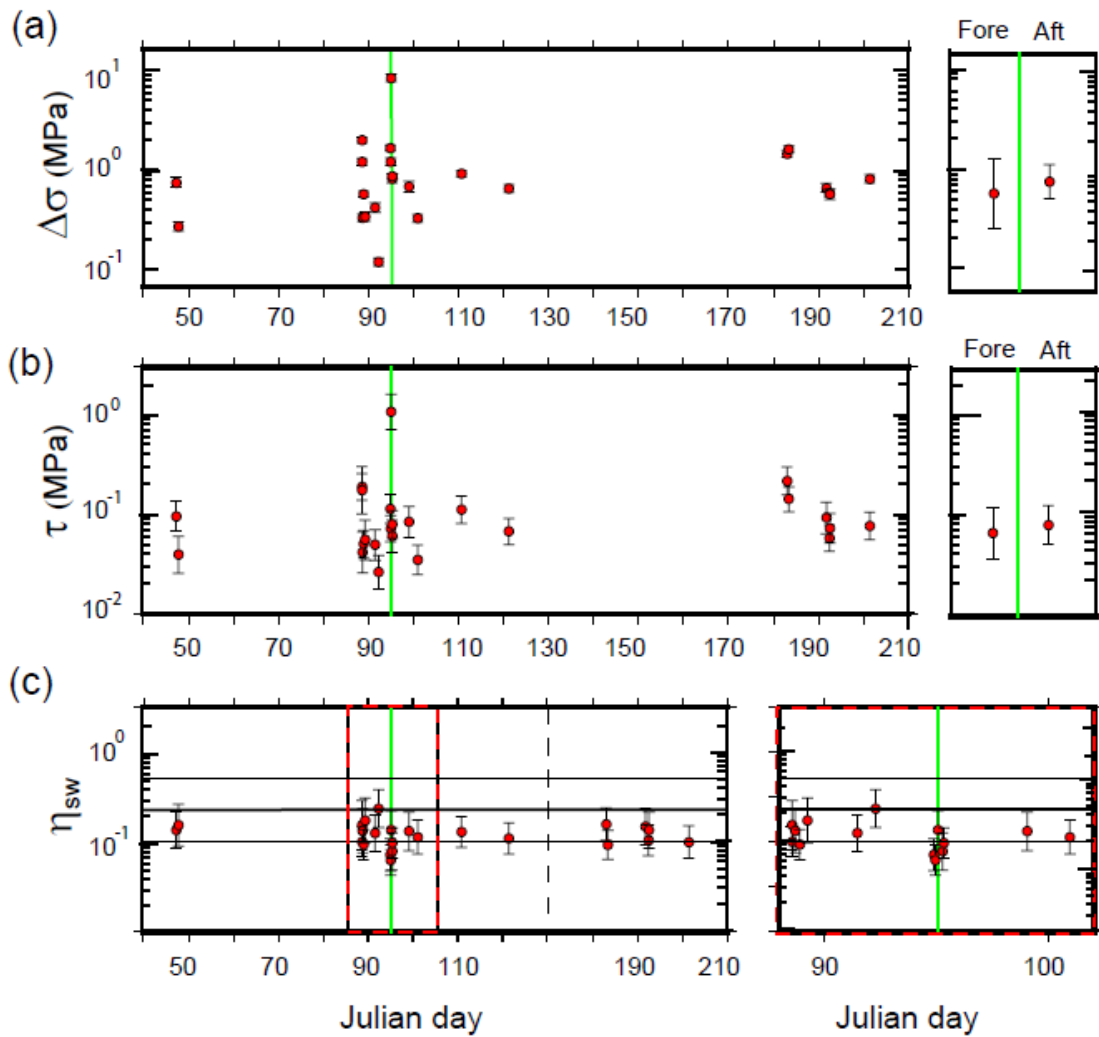 (a)
Fore Aft
Δσ (MPa)
10¹
10⁰
10⁻¹
50 70 90 110 130 150 170 190 210
(b)
Fore Aft
τ (MPa)
10⁰
10⁻¹
10⁻²
50 70 90 110 130 150 170 190 210
(c)
ηsw
10⁰
10⁻¹
50 70 90 110 190 210
90 100
Julian day Julian day